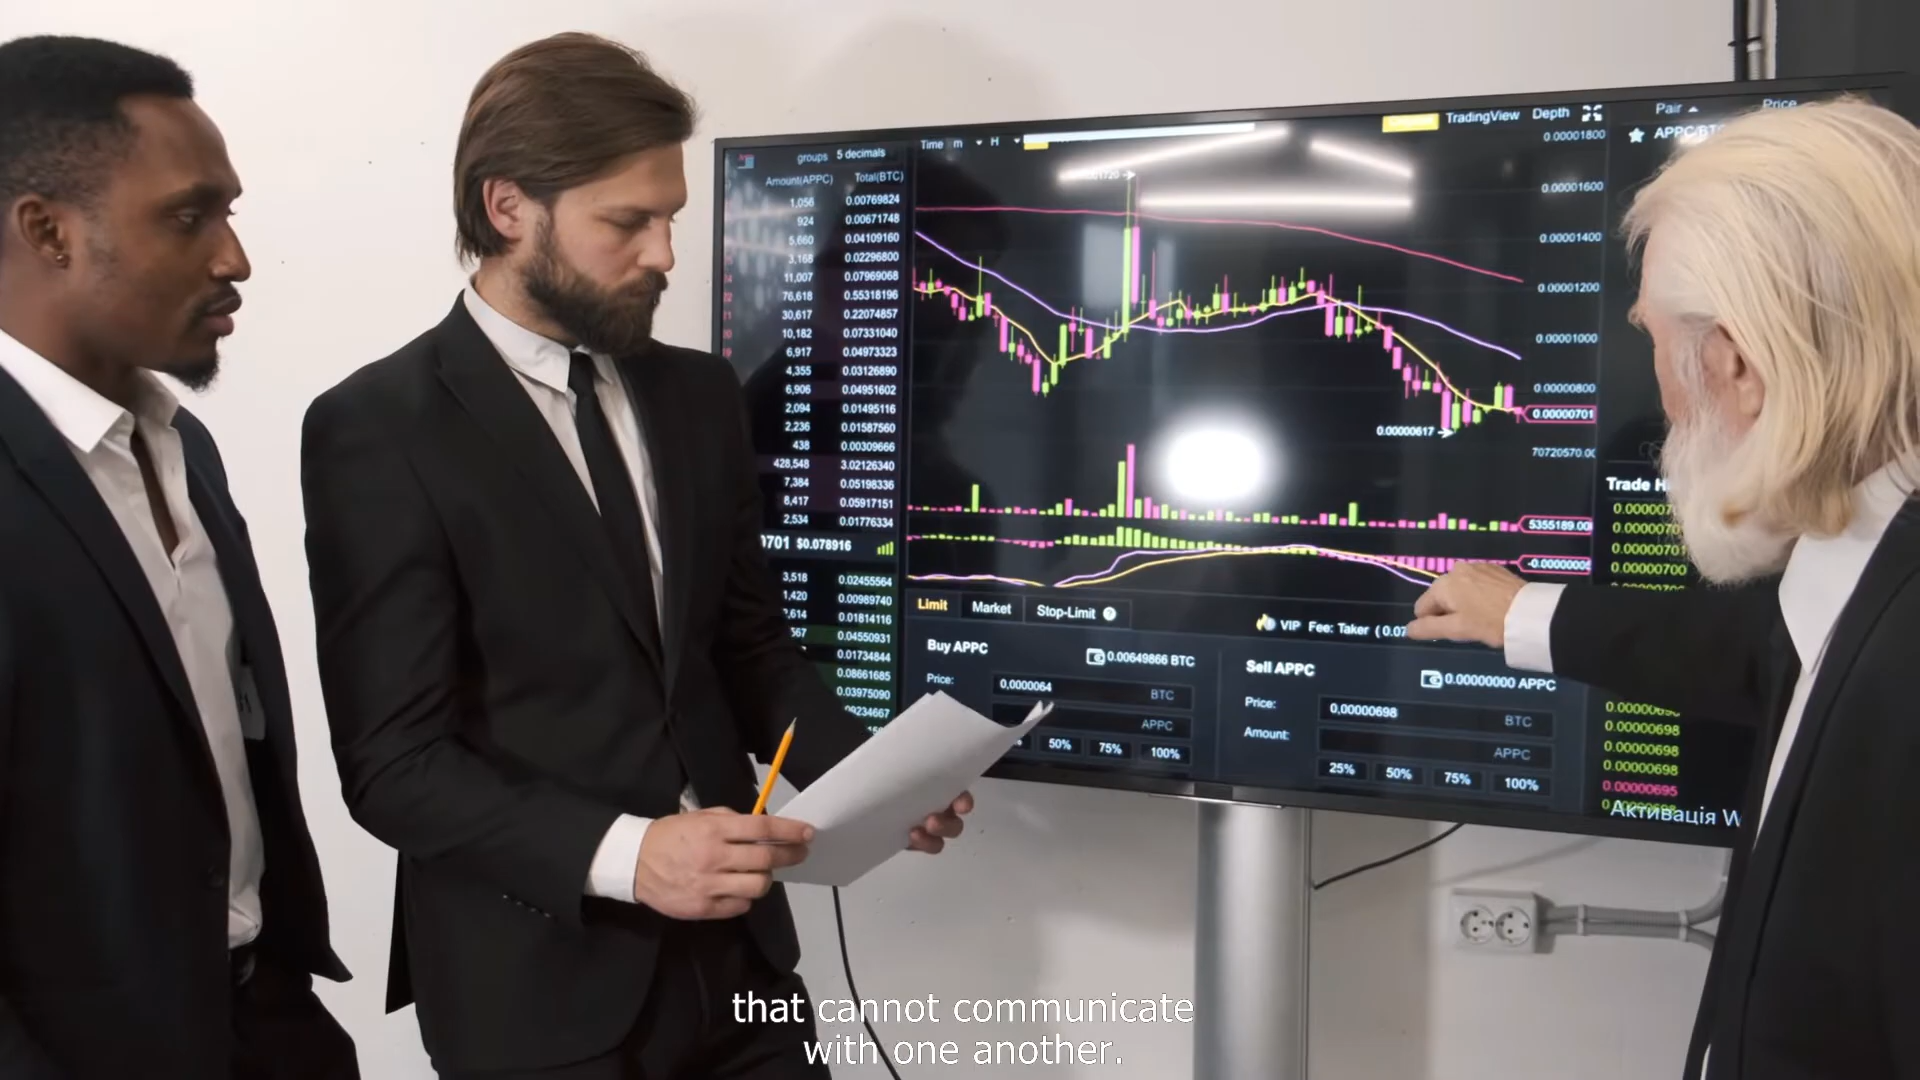 groups 5 decimals
Amount(APPC) Total(BTC)
1,056 0.00769824
924 0.00671748
5,660 0.04109160
3,168 0.02296800
11,007 0.07969068
76,618 0.55318196
30,617 0.22074857
10,182 0.07331040
6,917 0.04973323
4,355 0.03126890
6,906 0.04951602
2,094 0.01495116
2,236 0.01587560
438 0.00309666
428,548 3.02126340
7,384 0.05198336
8,417 0.05917151
2,534 0.01776334
$0.078916
3,518 0.02455564
1,420 0.00989740
0.01814116
0.04550931
0.01734844
0.08661685
0.03975090
Time m H
TradingView Depth
0.00001800
0.00001600
0.00001400
0.00001200
0.00001000
0.00000800
0.00000701
0.00000617
5355189.00
Limit Market Stop-Limit
VIP Fee: Taker
Buy APPC 0.00649866 BTC
Price: 0,0000064 BTC
APPC
50% 75% 100%
Sell APPC 0.00000000 APPC
Price: 0,00000698 BTC
Amount: APPC
25% 50% 75% 100%
Pair Price
APPC/BTC
Trade
0.00000701
0.00000700
0.00000698
0.00000698
0.00000698
0.00000695
Активація W
that cannot communicate
with one another.